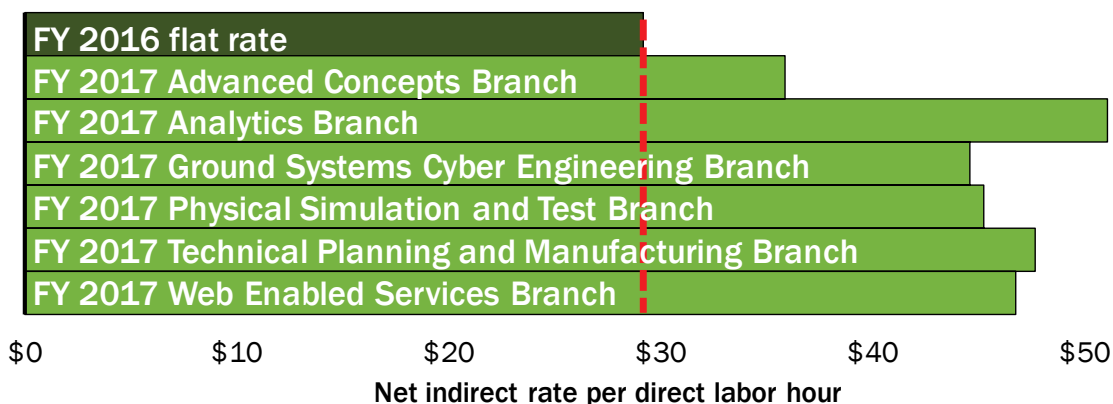 FY 2016 flat rate
FY 2017 Advanced Concepts Branch
FY 2017 Analytics Branch
FY 2017 Ground Systems Cyber Engineering Branch
FY 2017 Physical Simulation and Test Branch
FY 2017 Technical Planning and Manufacturing Branch
FY 2017 Web Enabled Services Branch
$0 $10 $20 $30 $40 $50
Net indirect rate per direct labor hour